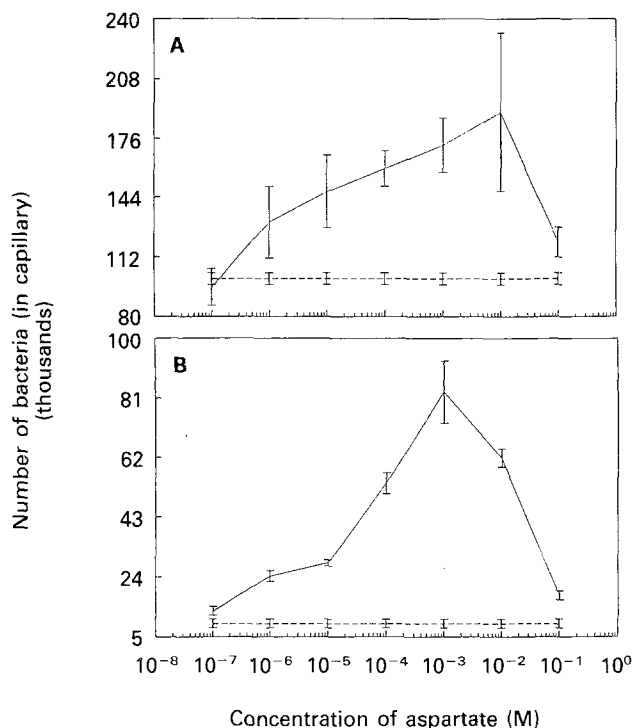 240
A
208
176
144
112
80
100
B
81
62
43
24
5
Number of bacteria (in capillary)
(thousands)
10⁻⁸ 10⁻⁷ 10⁻⁶ 10⁻⁵ 10⁻⁴ 10⁻³ 10⁻² 10⁻¹ 10⁰
Concentration of aspartate (M)